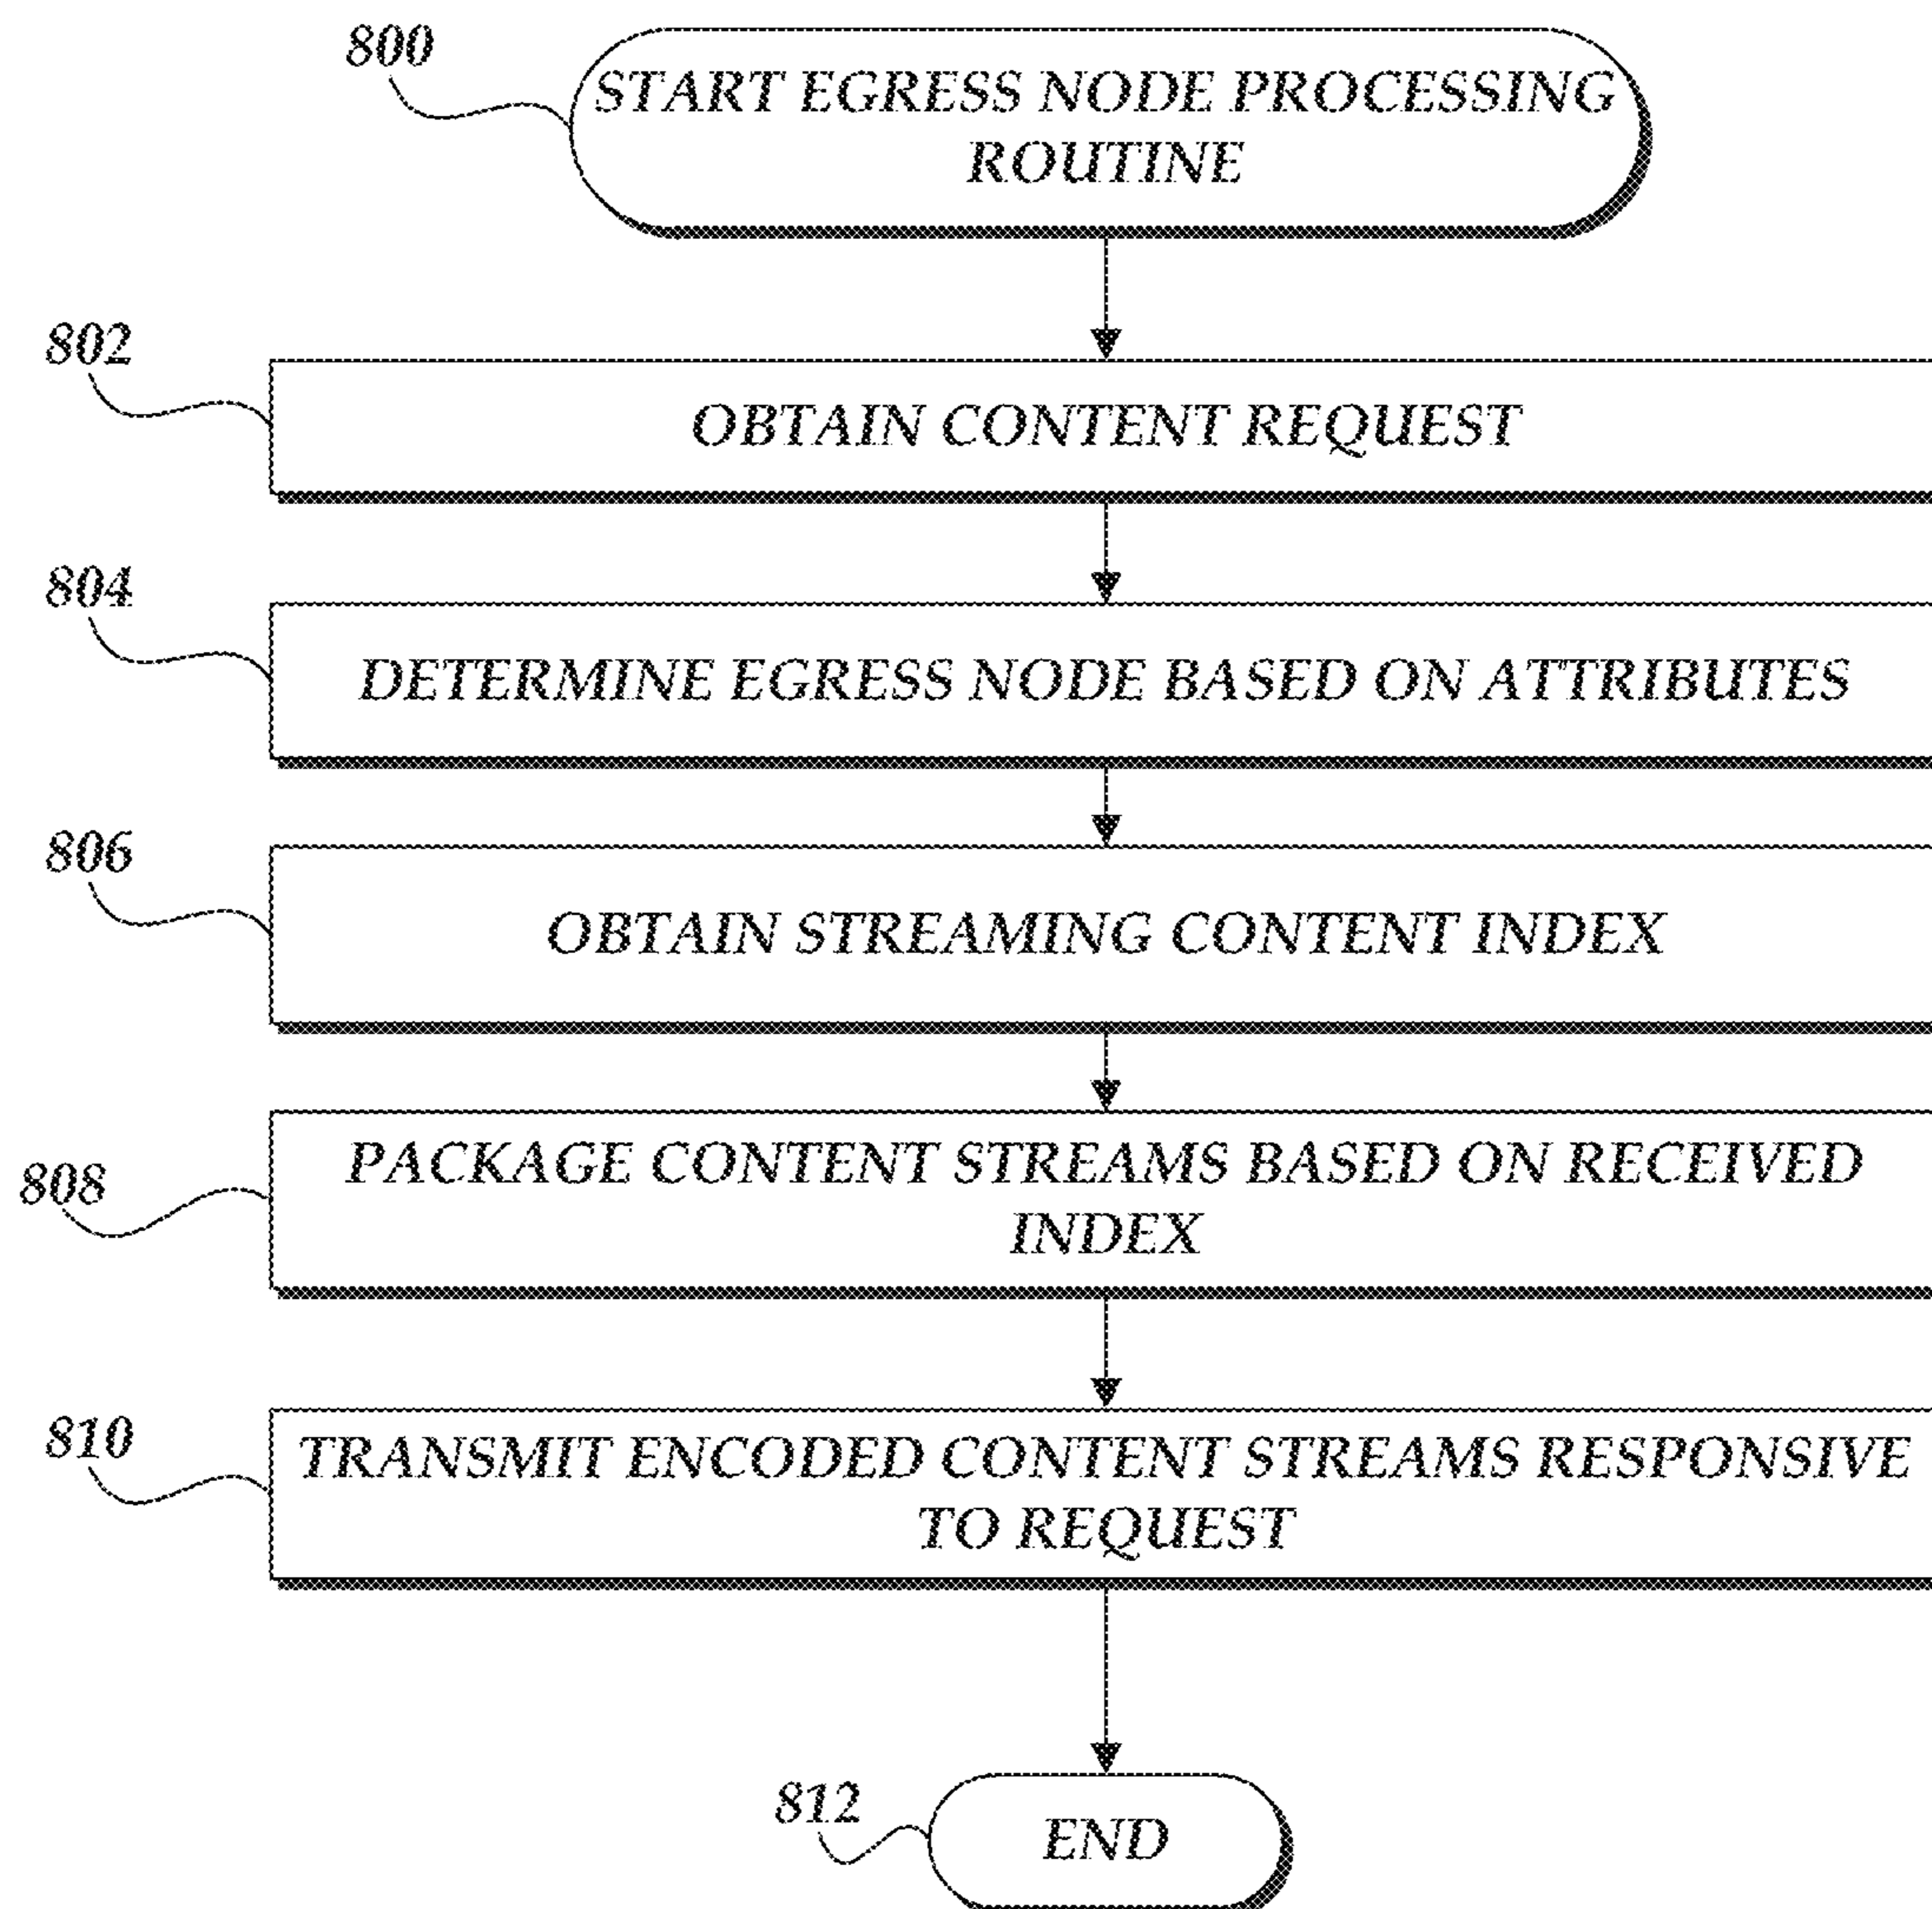 800
START EGRESS NODE PROCESSING
ROUTINE
802
OBTAIN CONTENT REQUEST
804
DETERMINE EGRESS NODE BASED ON ATTRIBUTES
806
OBTAIN STREAMING CONTENT INDEX
808
PACKAGE CONTENT STREAMS BASED ON RECEIVED
INDEX
810
TRANSMIT ENCODED CONTENT STREAMS RESPONSIVE
TO REQUEST
812
END